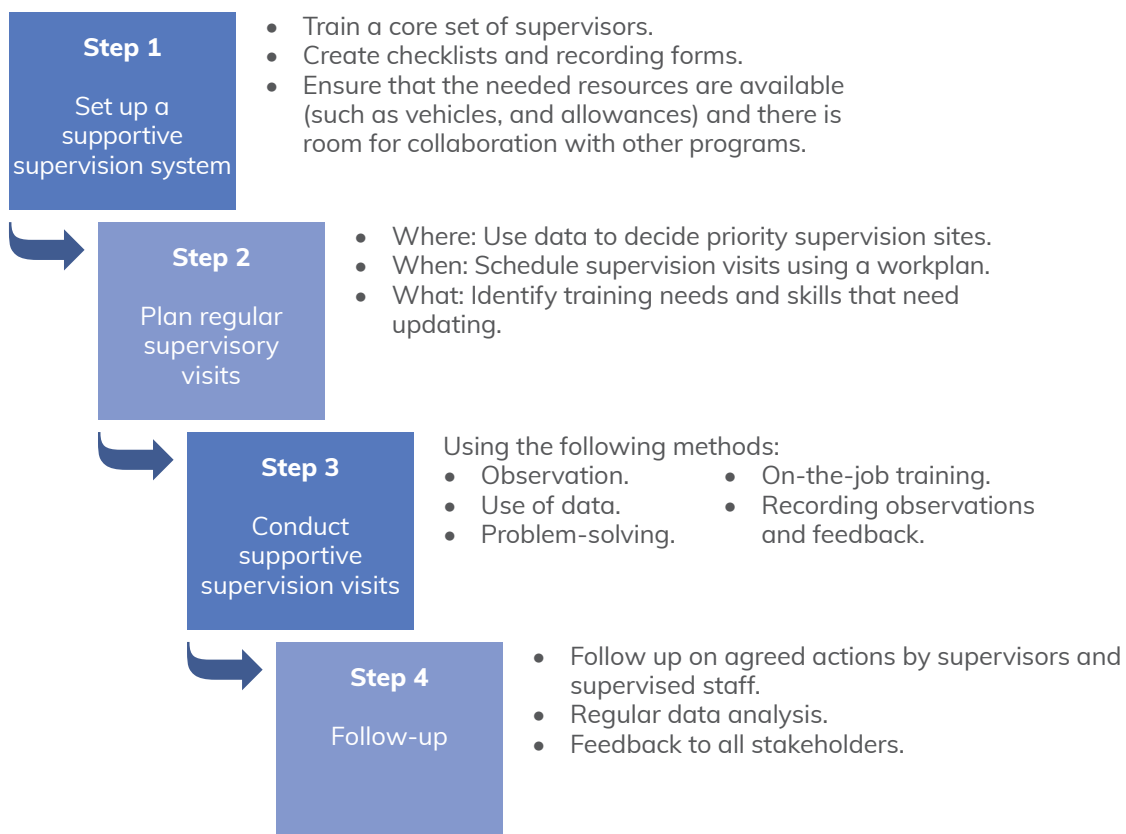 Step 1
Set up a
supportive
supervision system
• Train a core set of supervisors.
• Create checklists and recording forms.
• Ensure that the needed resources are available
(such as vehicles, and allowances) and there is
room for collaboration with other programs.
Step 2
Plan regular
supervisory
visits
• Where: Use data to decide priority supervision sites.
• When: Schedule supervision visits using a workplan.
• What: Identify training needs and skills that need
updating.
Step 3
Conduct
supportive
supervision visits
Using the following methods:
• Observation.
• Use of data.
• Problem-solving.
• On-the-job training.
• Recording observations
and feedback.
Step 4
Follow-up
• Follow up on agreed actions by supervisors and
supervised staff.
• Regular data analysis.
• Feedback to all stakeholders.